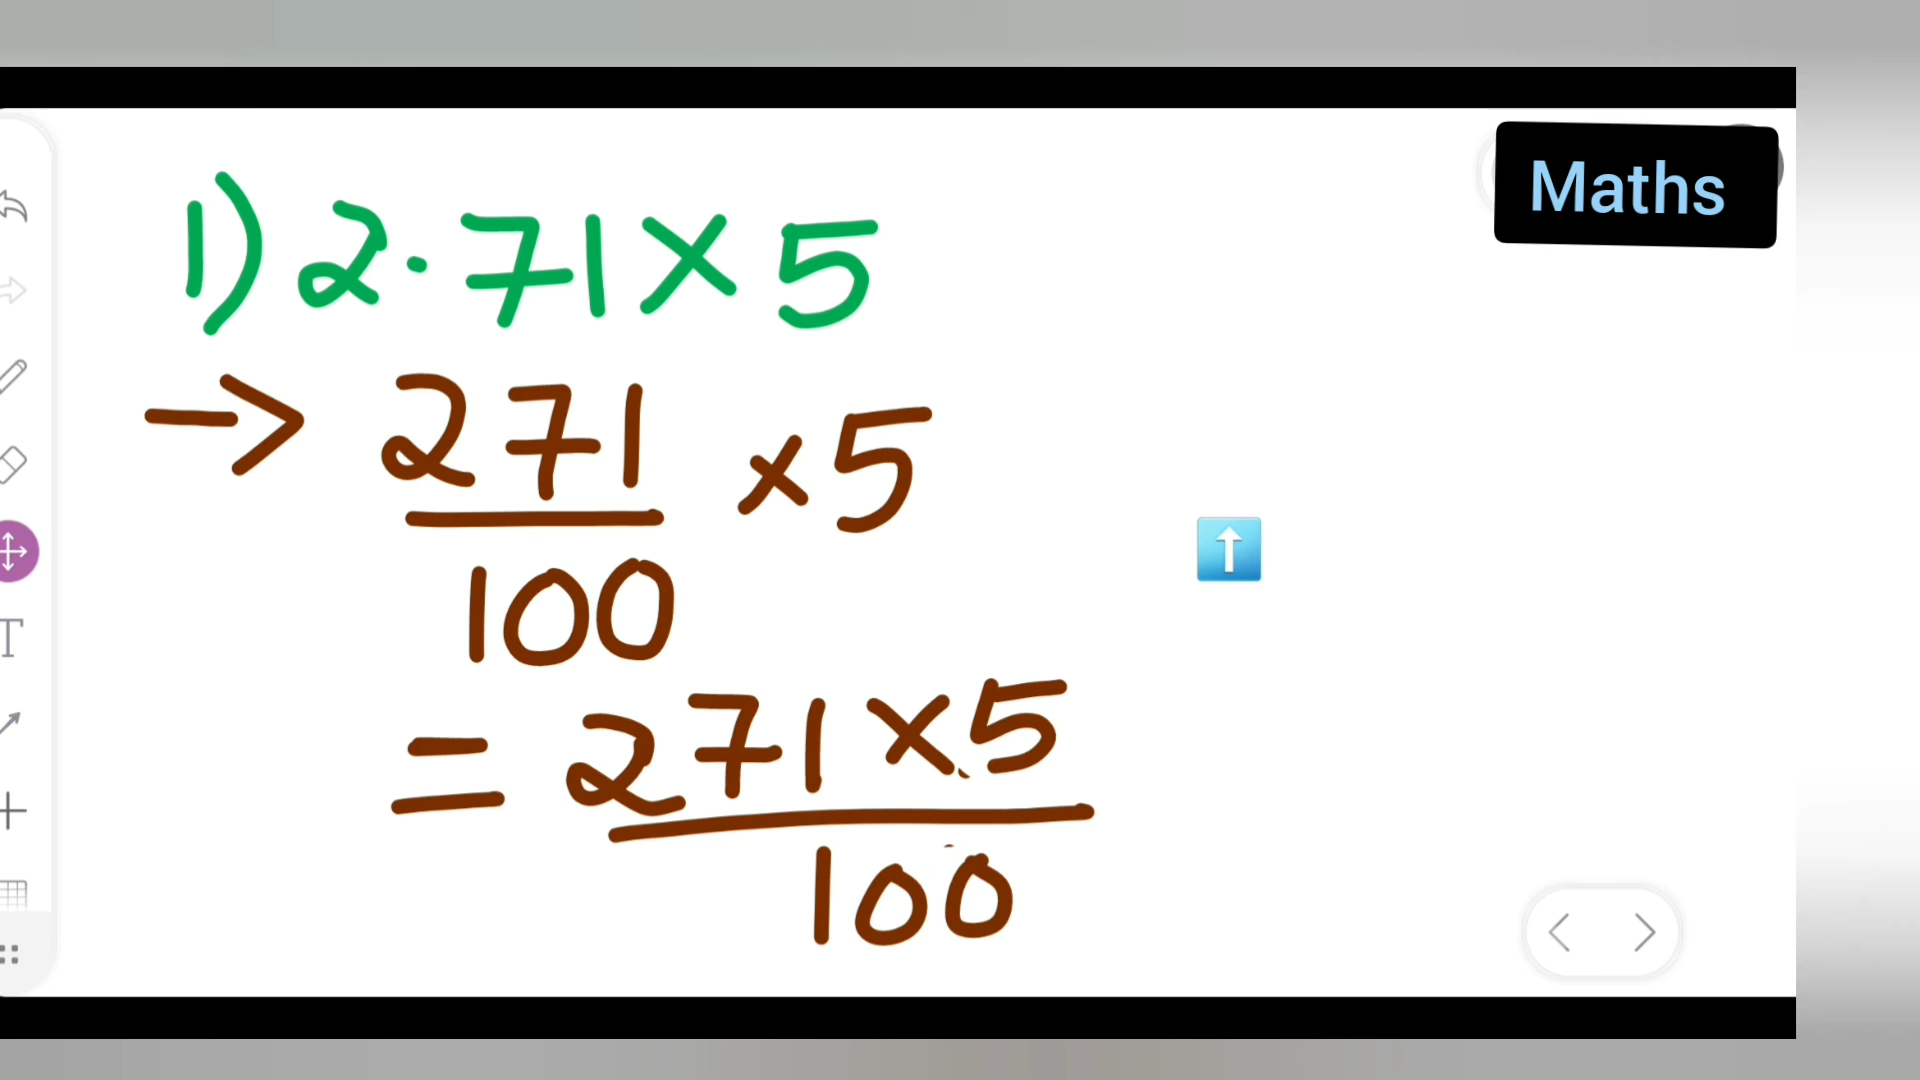 Maths
1) 2.71 × 5
→ 271 × 5
100
= 271 × 5
100